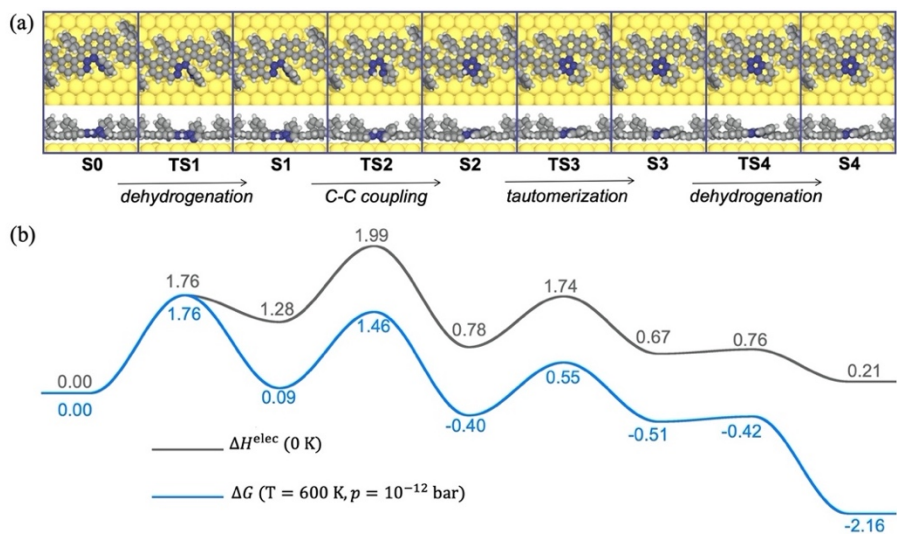 (a)
S0 TS1 S1 TS2 S2 TS3 S3 TS4 S4
dehydrogenation C-C coupling tautomerization dehydrogenation
(b)
1.99
1.76 1.74
1.76 1.28
1.46 0.78 0.76
0.67
0.00 0.55 0.21
0.00 0.09
-0.40 -0.51 -0.42
ΔH^elec (0 K)
ΔG (T = 600 K, p = 10⁻¹² bar)
-2.16